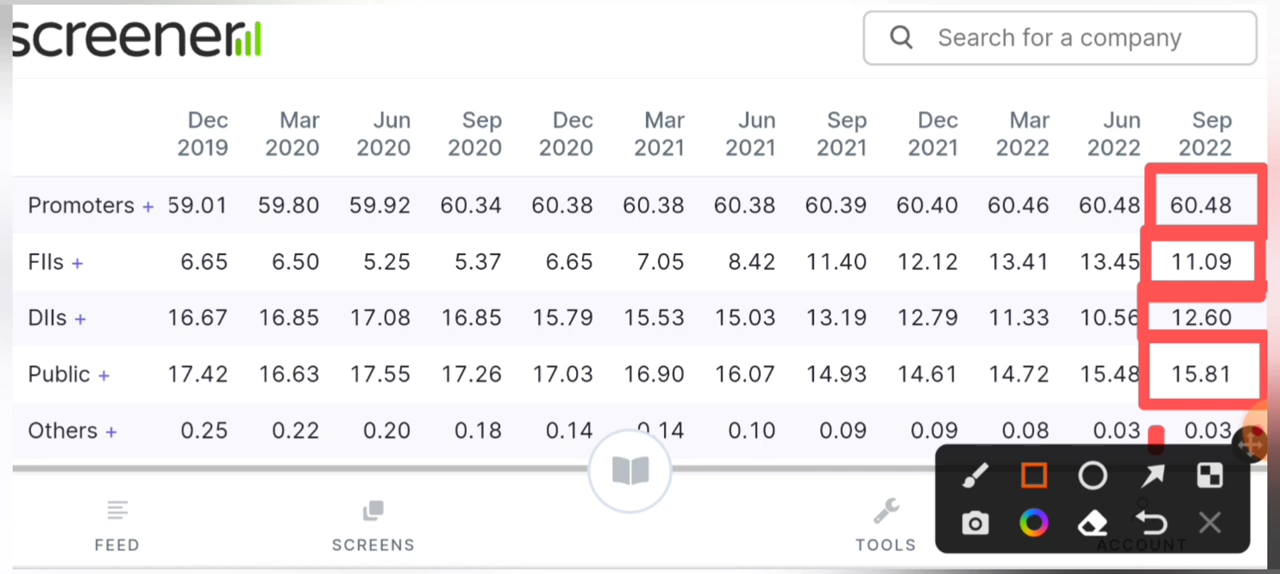 screener
Search for a company
Dec 2019 Mar 2020 Jun 2020 Sep 2020 Dec 2020 Mar 2021 Jun 2021 Sep 2021 Dec 2021 Mar 2022 Jun 2022 Sep 2022
Promoters + 59.01 59.80 59.92 60.34 60.38 60.38 60.38 60.39 60.40 60.46 60.48 60.48
FIIs + 6.65 6.50 5.25 5.37 6.65 7.05 8.42 11.40 12.12 13.41 13.45 11.09
DIIs + 16.67 16.85 17.08 16.85 15.79 15.53 15.03 13.19 12.79 11.33 10.56 12.60
Public + 17.42 16.63 17.55 17.26 17.03 16.90 16.07 14.93 14.61 14.72 15.48 15.81
Others + 0.25 0.22 0.20 0.18 0.14 0.14 0.10 0.09 0.09 0.08 0.03 0.03
FEED SCREENS TOOLS ACCOUNT